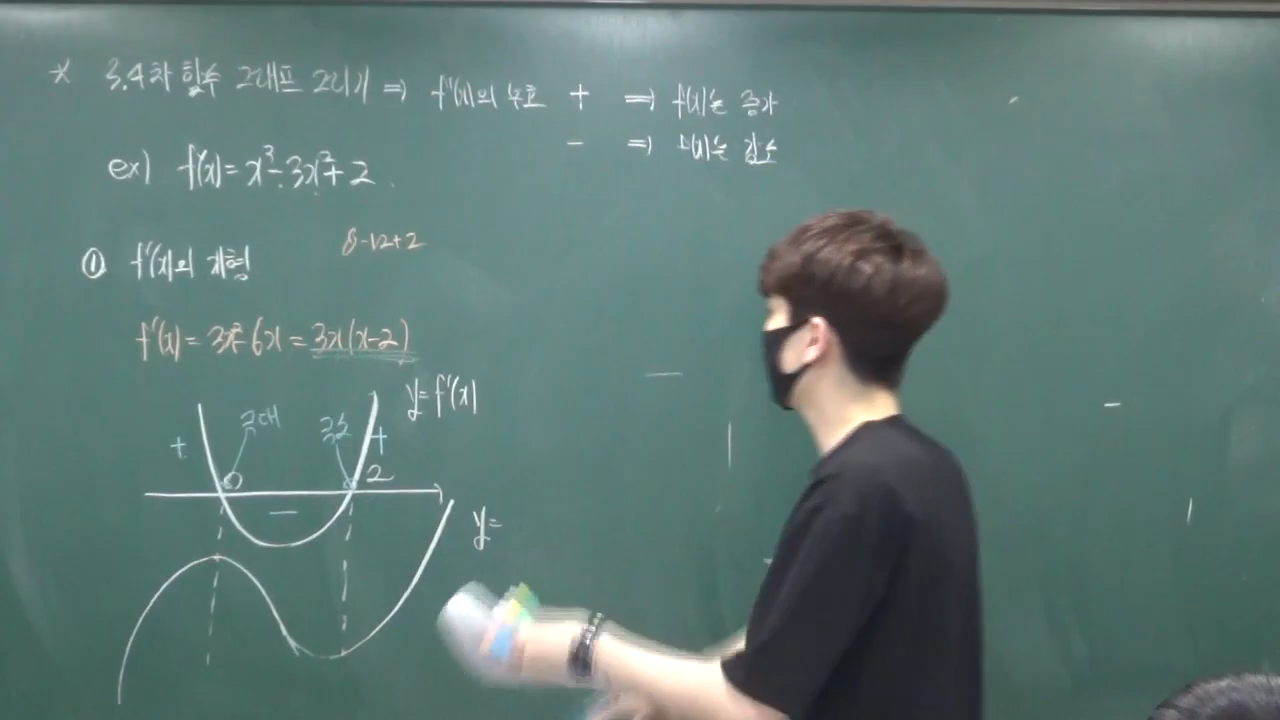 * 3,4차 함수 그래프 그리기 ⇒ f'(x)의 부호 + ⇒ f(x)는 증가
- ⇒ f(x)는 감소
ex) f(x)= x³-3x²+2
8-12+2
① f'(x)의 개형
f'(x) = 3x²-6x = 3x(x-2)
y=f'(x)
극대 극소
+ +
0 2
-
y=